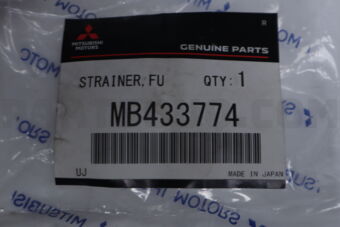 R
MITSUBISHI
MOTORS
GENUINE PARTS
STRAINER,FU QTY:1
MB433774
UJ
MADE IN JAPAN